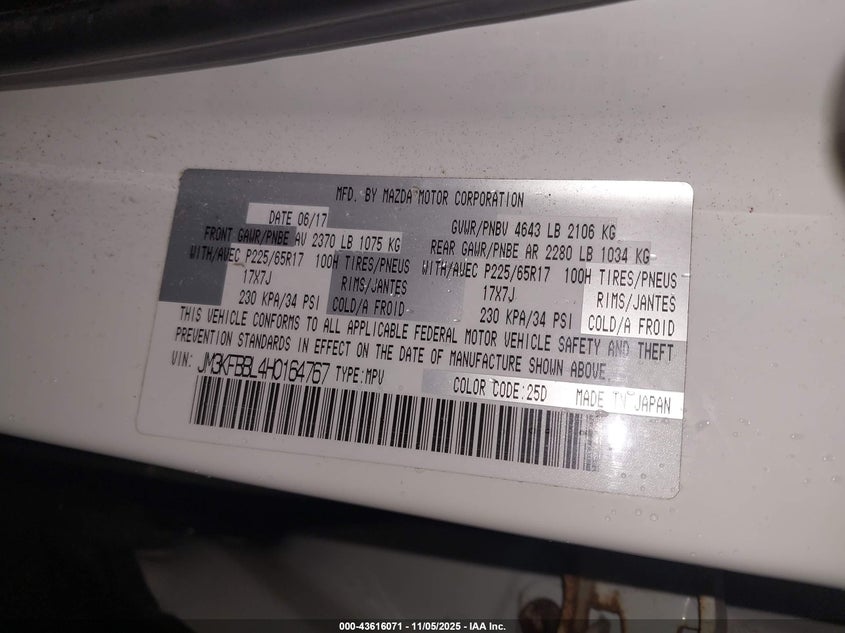 MFD. BY MAZDA MOTOR CORPORATION
DATE 06/17 GVWR/PNBV 4643 LB 2106 KG
FRONT GAWR/PNBE AV 2370 LB 1075 KG REAR GAWR/PNBE AR 2280 LB 1034 KG
WITH/AVEC P225/65R17 100H TIRES/PNEUS WITH/AVEC P225/65R17 100H TIRES/PNEUS
17X7J RIMS/JANTES 17X7J RIMS/JANTES
230 KPA/34 PSI COLD/A FROID 230 KPA/34 PSI COLD/A FROID
THIS VEHICLE CONFORMS TO ALL APPLICABLE FEDERAL MOTOR VEHICLE SAFETY AND THEFT
PREVENTION STANDARDS IN EFFECT ON THE DATE OF MANUFACTURE SHOWN ABOVE.
VIN: JM3KFBBL4H0164767 TYPE:MPV COLOR CODE:25D MADE IN JAPAN
000-43616071 - 11/05/2025 - IAA Inc.